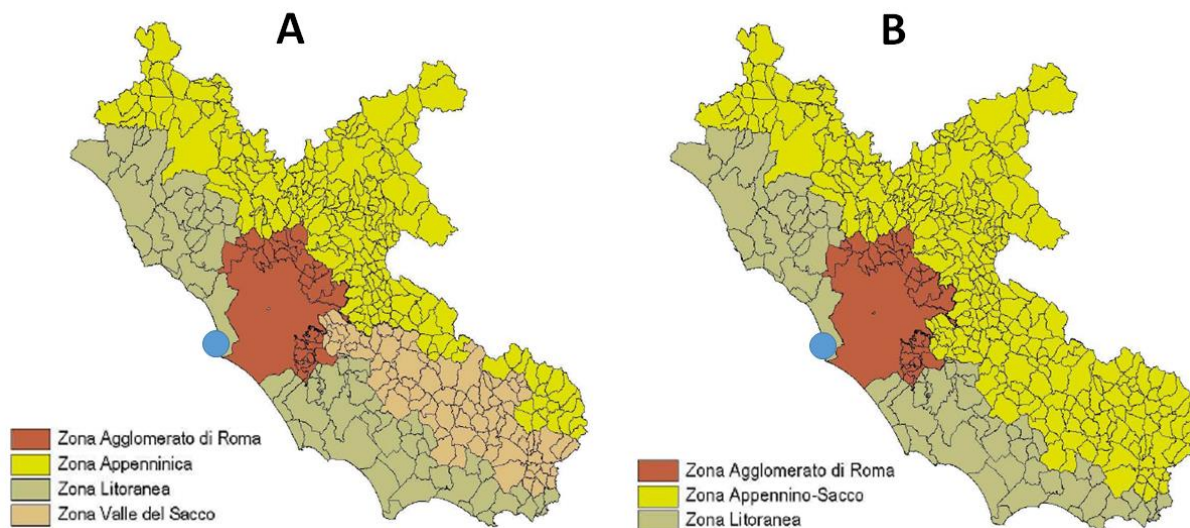 A
Zona Agglomerato di Roma
Zona Appenninica
Zona Litoranea
Zona Valle del Sacco
B
Zona Agglomerato di Roma
Zona Appennino-Sacco
Zona Litoranea